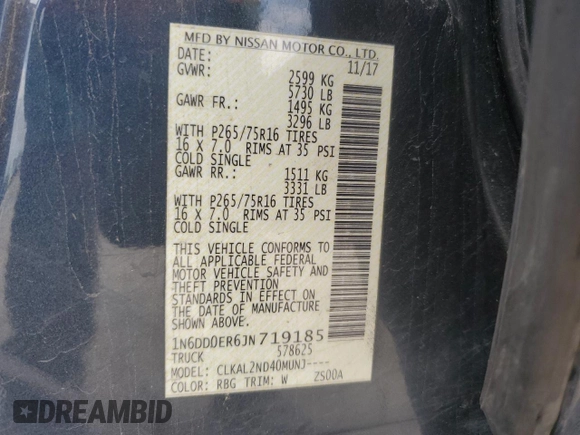 MFD BY NISSAN MOTOR CO., LTD.
DATE: 11/17
GVWR: 2599 KG
5730 LB
GAWR FR.: 1495 KG
3296 LB
WITH P265/75R16 TIRES
16 X 7.0 RIMS AT 35 PSI
COLD SINGLE
GAWR RR.: 1511 KG
3331 LB
WITH P265/75R16 TIRES
16 X 7.0 RIMS AT 35 PSI
COLD SINGLE
THIS VEHICLE CONFORMS TO
ALL APPLICABLE FEDERAL
MOTOR VEHICLE SAFETY AND
THEFT PREVENTION
STANDARDS IN EFFECT ON
THE DATE OF MANUFACTURE
SHOWN ABOVE.
1N6DD0ER6JN719185
TRUCK 578625
MODEL: CLKAL2ND40MUNJ----
COLOR: RBG TRIM: W ZS00A
DREAMBID